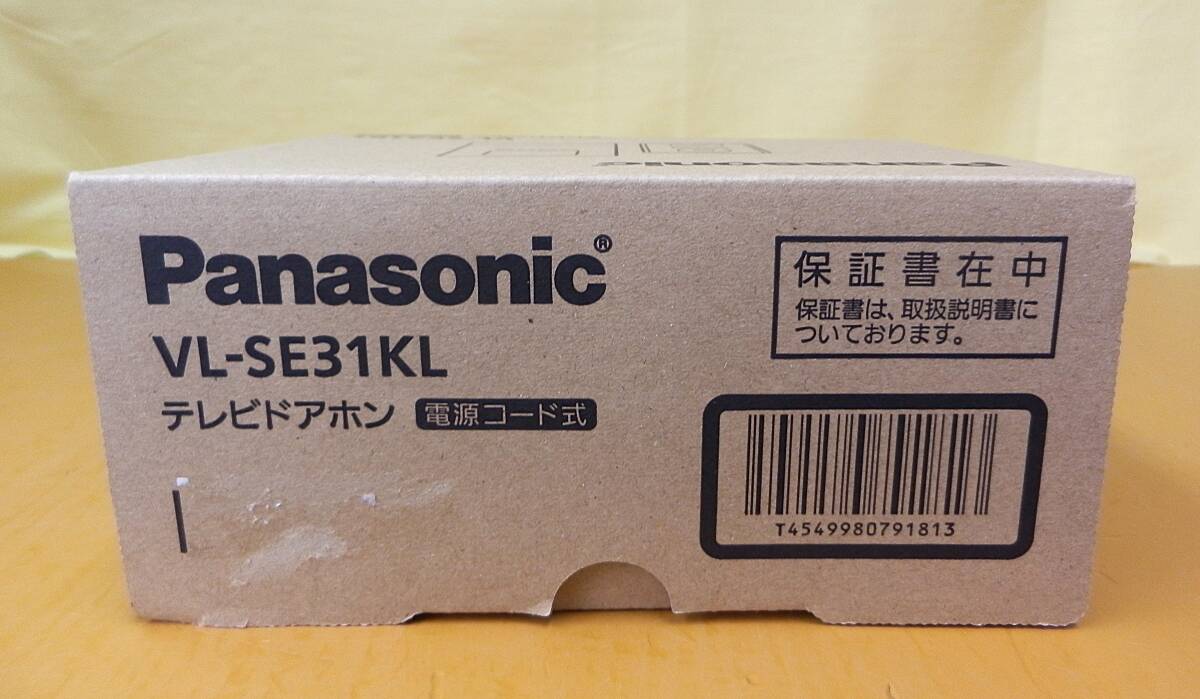 Panasonic
Panasonic®
VL-SE31KL
テレビドアホン 電源コード式
保証書在中
保証書は、取扱説明書に
ついております。
T4549980791813